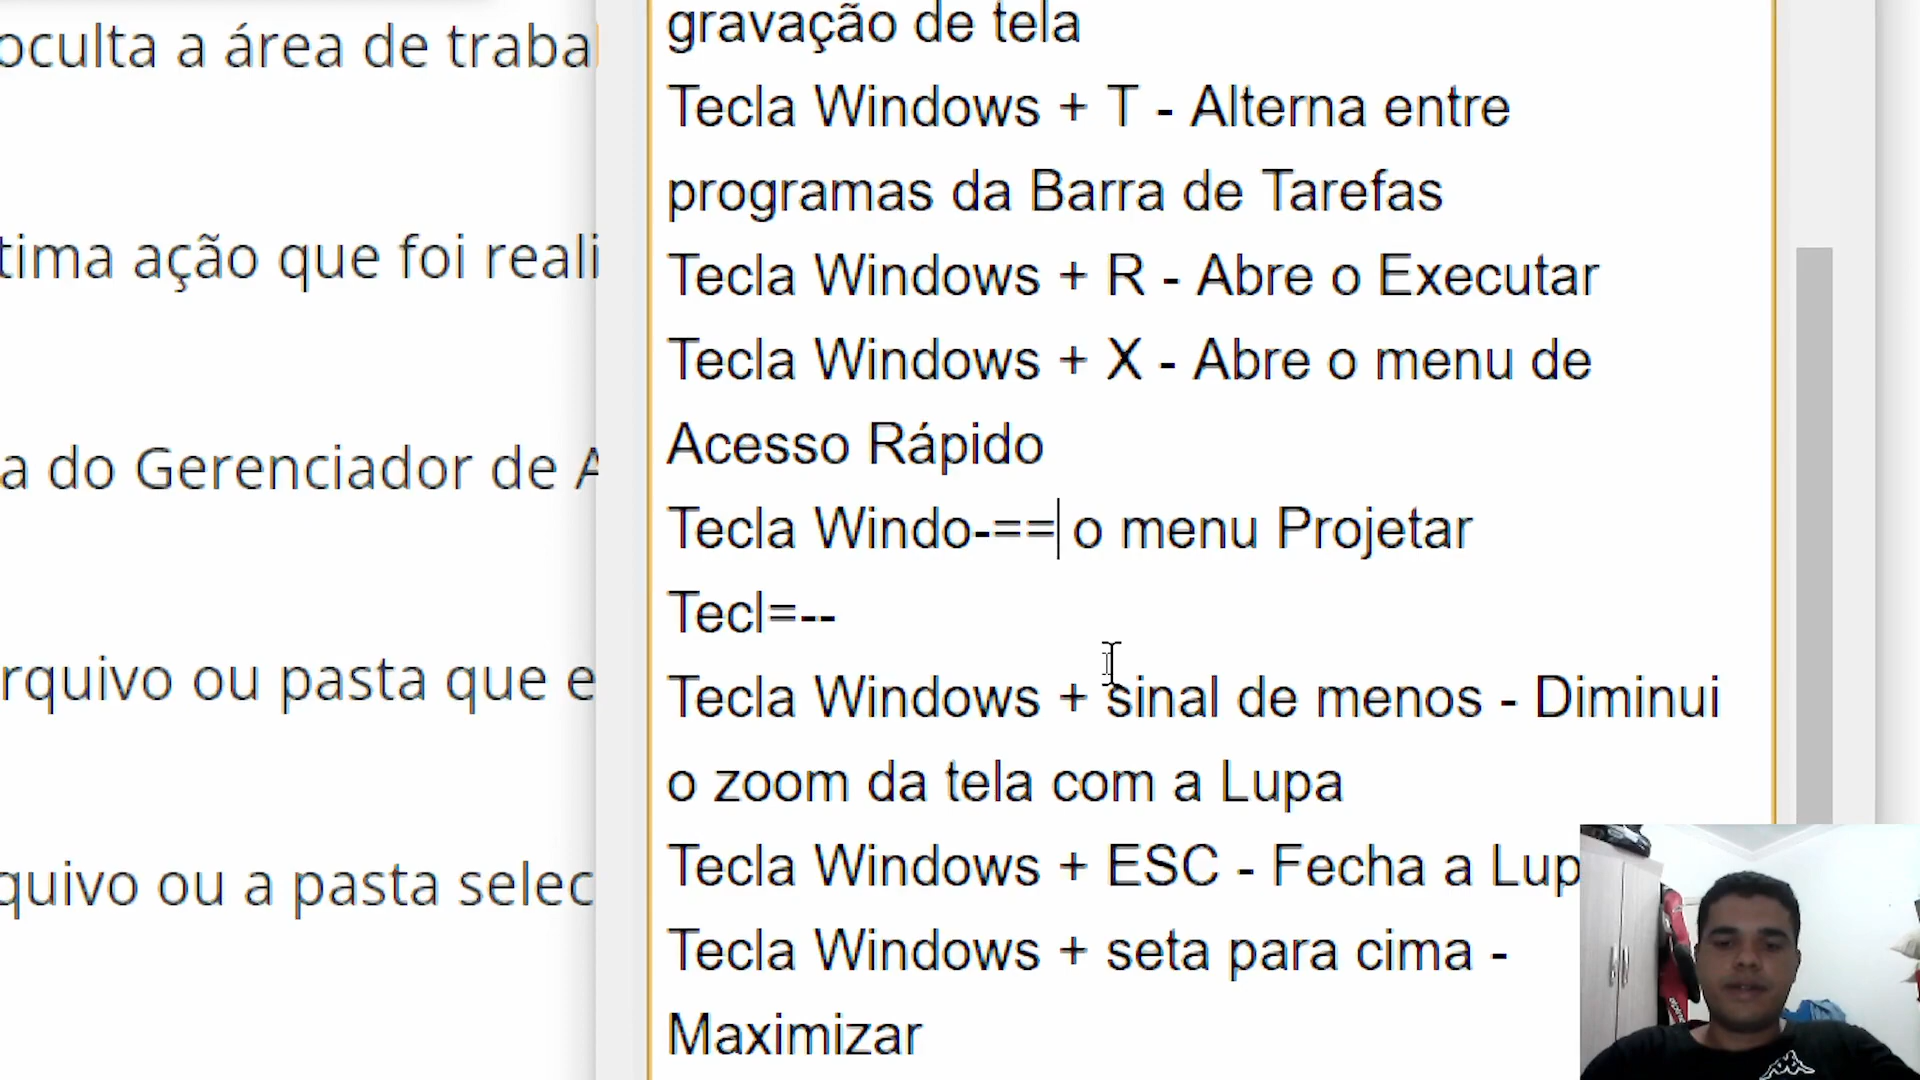 oculta a área de traba
tima ação que foi reali
a do Gerenciador de A
rquivo ou pasta que e
quivo ou a pasta selec
gravação de tela
Tecla Windows + T - Alterna entre
programas da Barra de Tarefas
Tecla Windows + R - Abre o Executar
Tecla Windows + X - Abre o menu de
Acesso Rápido
Tecla Windo-== o menu Projetar
Tecl=--
Tecla Windows + sinal de menos - Diminui
o zoom da tela com a Lupa
Tecla Windows + ESC - Fecha a Lup
Tecla Windows + seta para cima -
Maximizar